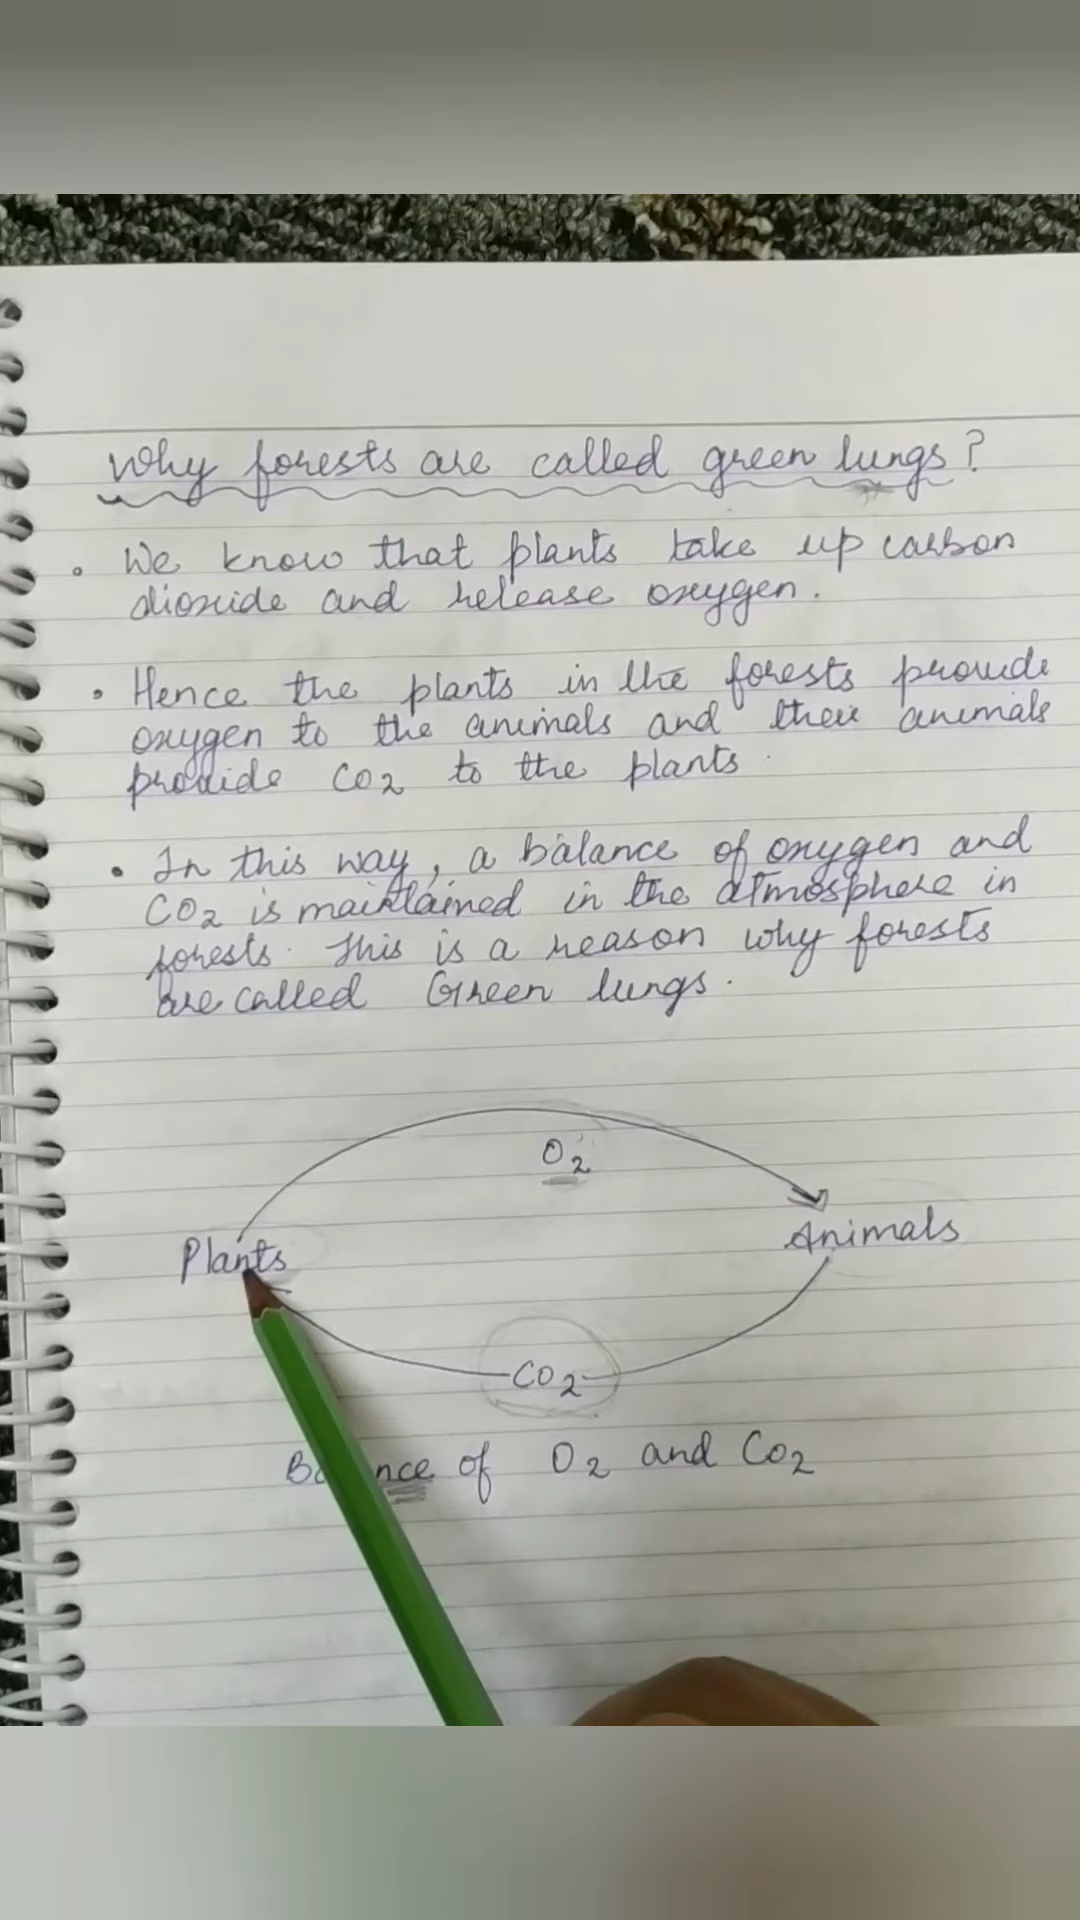 Why forests are called green lungs?
• We know that plants take up carbon
dioxide and release oxygen.
• Hence the plants in the forests provide
oxygen to the animals and their animals
provide CO2 to the plants.
• In this way, a balance of oxygen and
CO2 is maintained in the atmosphere in
forests. This is a reason why forests
are called Green lungs.
O2
Plants
Animals
CO2
of O2 and CO2